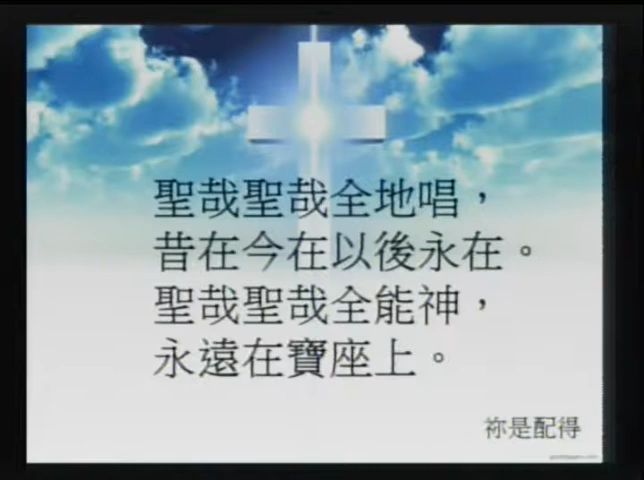 聖哉聖哉全地唱，
昔在今在以後永在。
聖哉聖哉全能神，
永遠在寶座上。
祢是配得